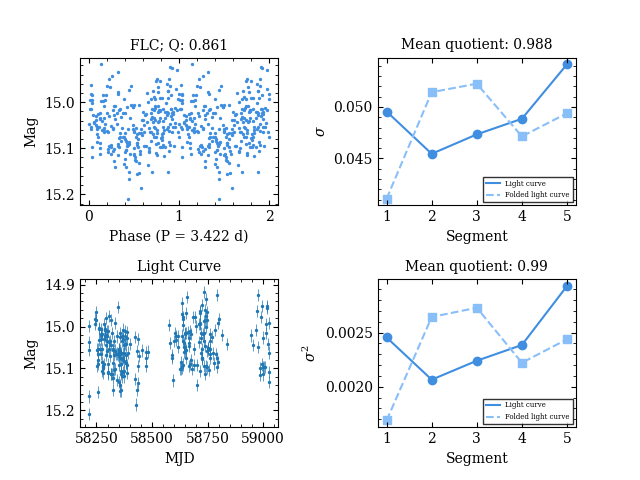 FLC; Q: 0.861
Mag
15.0
15.1
15.2
0
1
2
Phase (P = 3.422 d)
Mean quotient: 0.988
σ
0.050
0.045
Light curve
Folded light curve
1
2
3
4
5
Segment
Light Curve
Mag
14.9
15.0
15.1
15.2
58250
58500
58750
59000
MJD
Mean quotient: 0.99
σ²
0.0025
0.0020
Light curve
Folded light curve
1
2
3
4
5
Segment